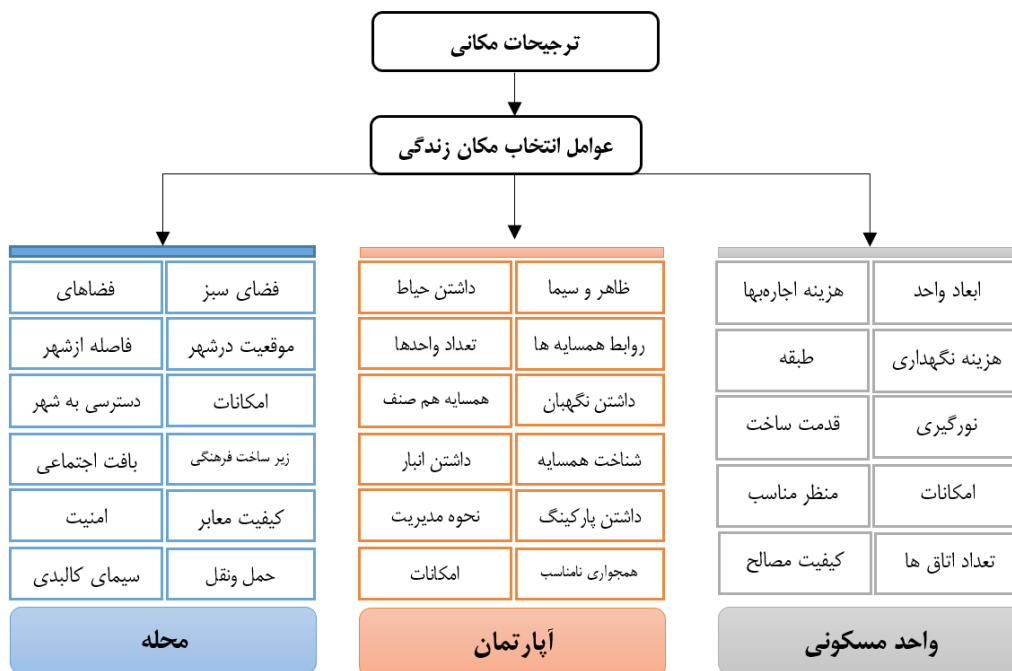 ترجیحات مکانی
عوامل انتخاب مکان زندگی
ابعاد واحد
هزینه اجاره‌بها
هزینه نگهداری
طبقه
نورگیری
قدمت ساخت
امکانات
منظر مناسب
تعداد اتاق ها
کیفیت مصالح
واحد مسکونی
ظاهر و سیما
داشتن حیاط
روابط همسایه ها
تعداد واحدها
داشتن نگهبان
همسایه هم صنف
شناخت همسایه
داشتن انبار
داشتن پارکینگ
نحوه مدیریت
همجواری نامناسب
امکانات
آپارتمان
فضای سبز
فضاهای
موقعیت درشهر
فاصله ازشهر
امکانات
دسترسی به شهر
زیر ساخت فرهنگی
بافت اجتماعی
کیفیت معابر
امنیت
حمل ونقل
سیمای کالبدی
محله